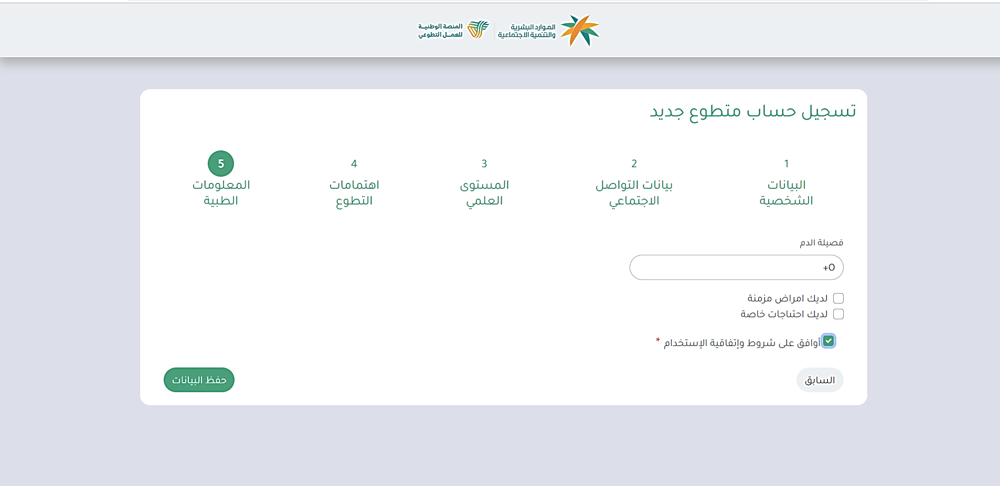 الموارد البشرية
والتنمية الاجتماعية
المنصة الوطنية
للعمـل التطوعي
تسجيل حساب متطوع جديد
1
البيانات
الشخصية
2
بيانات التواصل
الاجتماعي
3
المستوى
العلمي
4
اهتمامات
التطوع
5
المعلومات
الطبية
فصيلة الدم
O+
لديك امراض مزمنة
لديك احتياجات خاصة
أوافق على شروط وإتفاقية الإستخدام *
السابق
حفظ البيانات